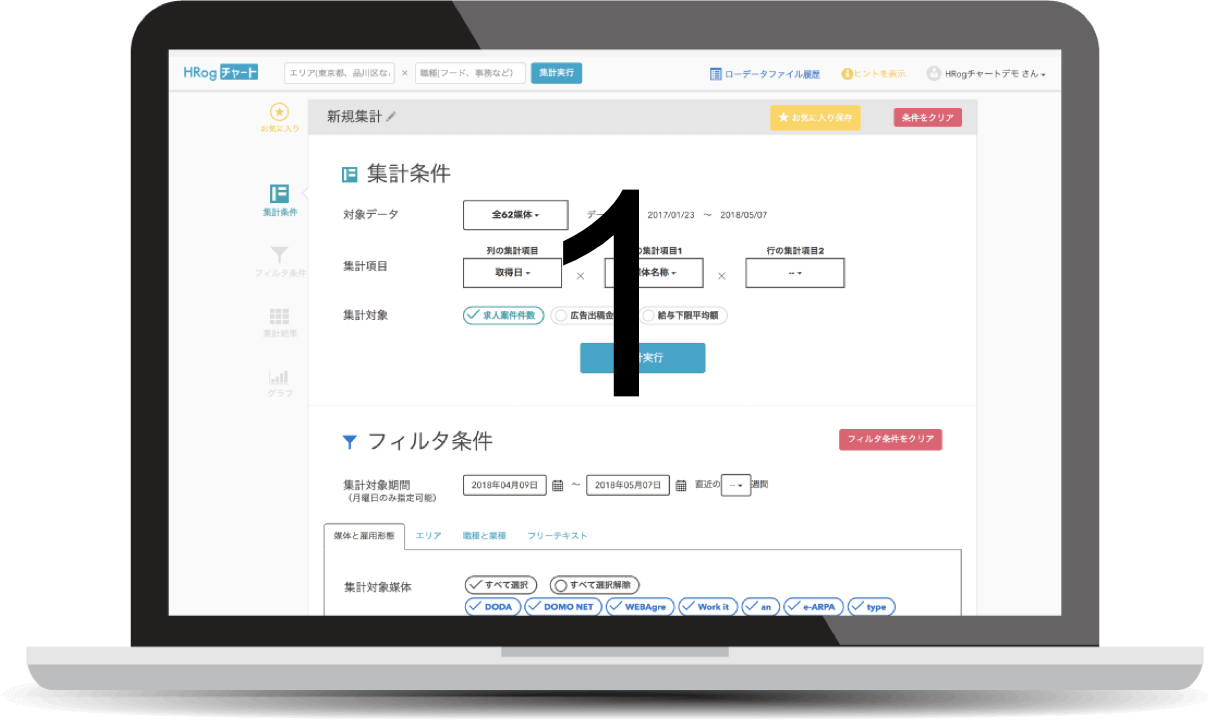 HRog チャート エリア(東京都、品川区な. × 職種(フード、事務など) 集計実行 ローデータファイル履歴 ヒントを表示 HRogチャートデモ さん
お気に入り
新規集計 お気に入り保存 条件をクリア
集計条件
フィルタ条件
集計結果
グラフ
集計条件
対象データ 全62媒体 デー 2017/01/23 ～ 2018/05/07
列の集計項目 の集計項目1 行の集計項目2
集計項目 取得日 × 体名称 × --
集計対象 求人案件件数 広告出稿金 給与下限平均額
実行
1
フィルタ条件 フィルタ条件をクリア
集計対象期間 2018年04月09日 ～ 2018年05月07日 直近の -- 週間
(月曜日のみ指定可能)
媒体と雇用形態 エリア 職種と業種 フリーテキスト
集計対象媒体 すべて選択 すべて選択解除
DODA DOMO NET WEBAgre Work it an e-ARPA type